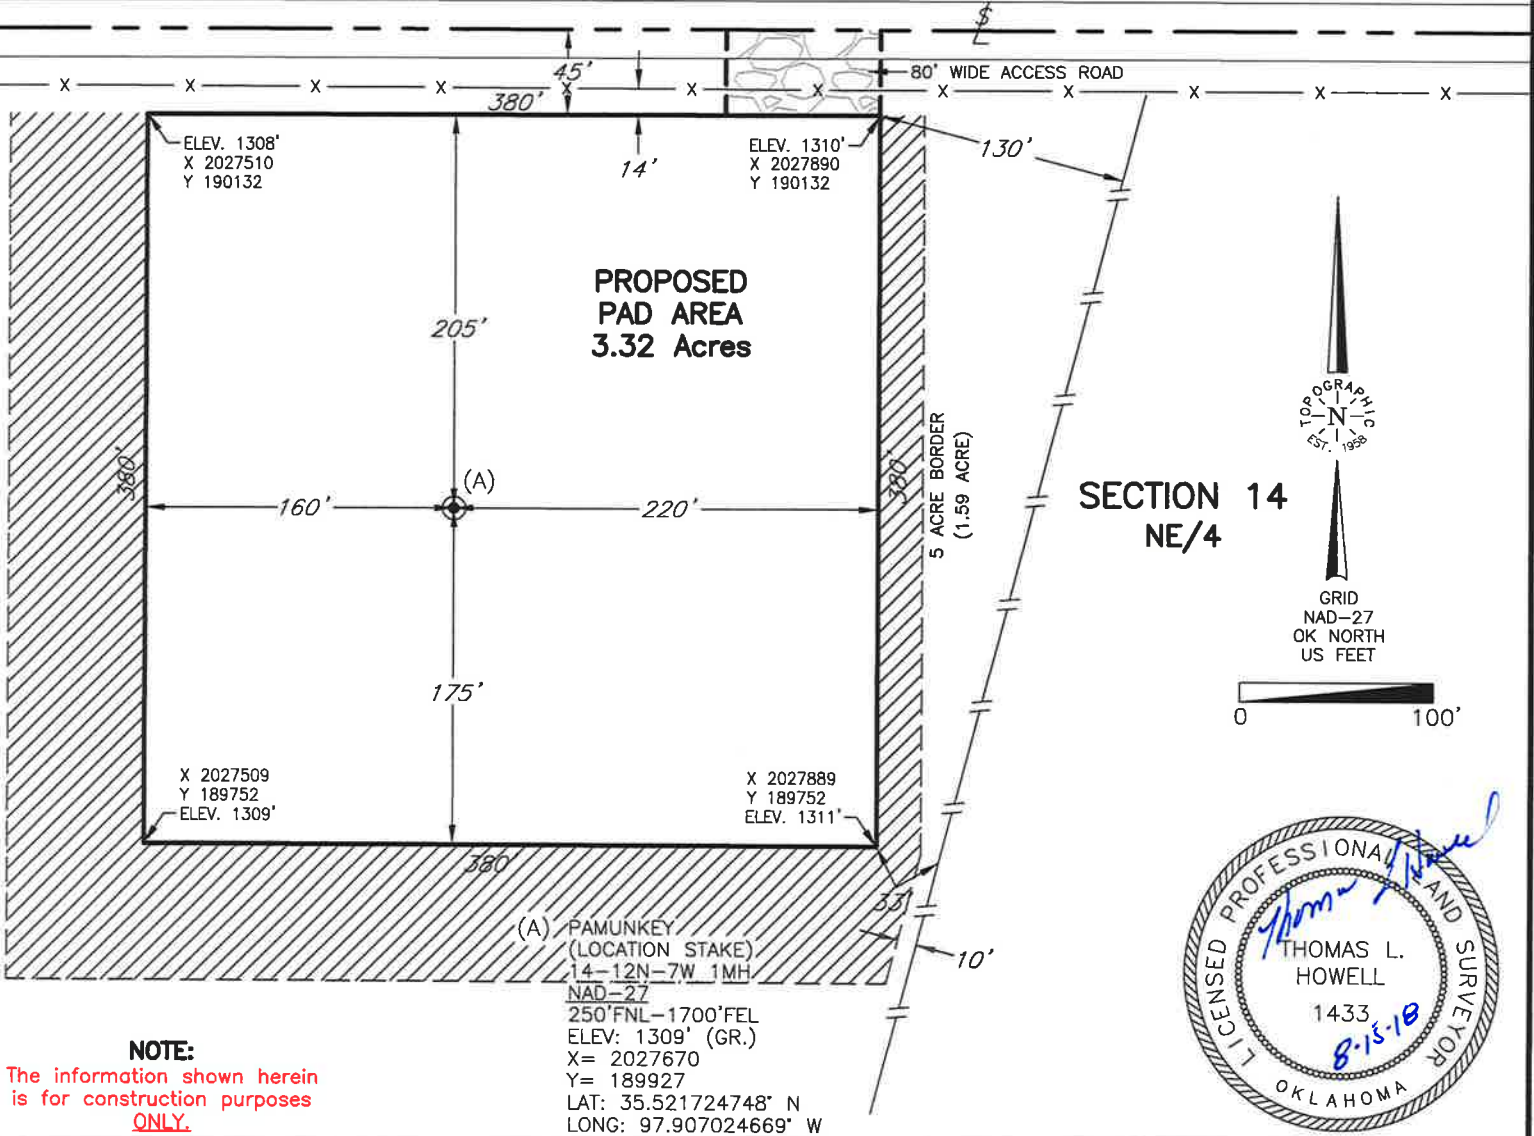 45'
80' WIDE ACCESS ROAD
X X X X X X X X X X X X
380'
ELEV. 1308'
X 2027510
Y 190132
14'
ELEV. 1310'
X 2027890
Y 190132
130'
PROPOSED
PAD AREA
3.32 Acres
205'
380'
160'
(A)
220'
380'
5 ACRE BORDER
(1.59 ACRE)
175'
X 2027509
Y 189752
ELEV. 1309'
X 2027889
Y 189752
ELEV. 1311'
380'
33'
10'
SECTION 14
NE/4
TOPOGRAPHIC
N
EST. 1958
GRID
NAD-27
OK NORTH
US FEET
0 100'
(A) PAMUNKEY
(LOCATION STAKE)
14-12N-7W 1MH
NAD-27
250'FNL-1700'FEL
ELEV: 1309' (GR.)
X= 2027670
Y= 189927
LAT: 35.521724748° N
LONG: 97.907024669° W
NOTE:
The information shown herein
is for construction purposes
ONLY.
LICENSED PROFESSIONAL LAND SURVEYOR
Thomas L Howell
THOMAS L.
HOWELL
1433
8-15-18
OKLAHOMA